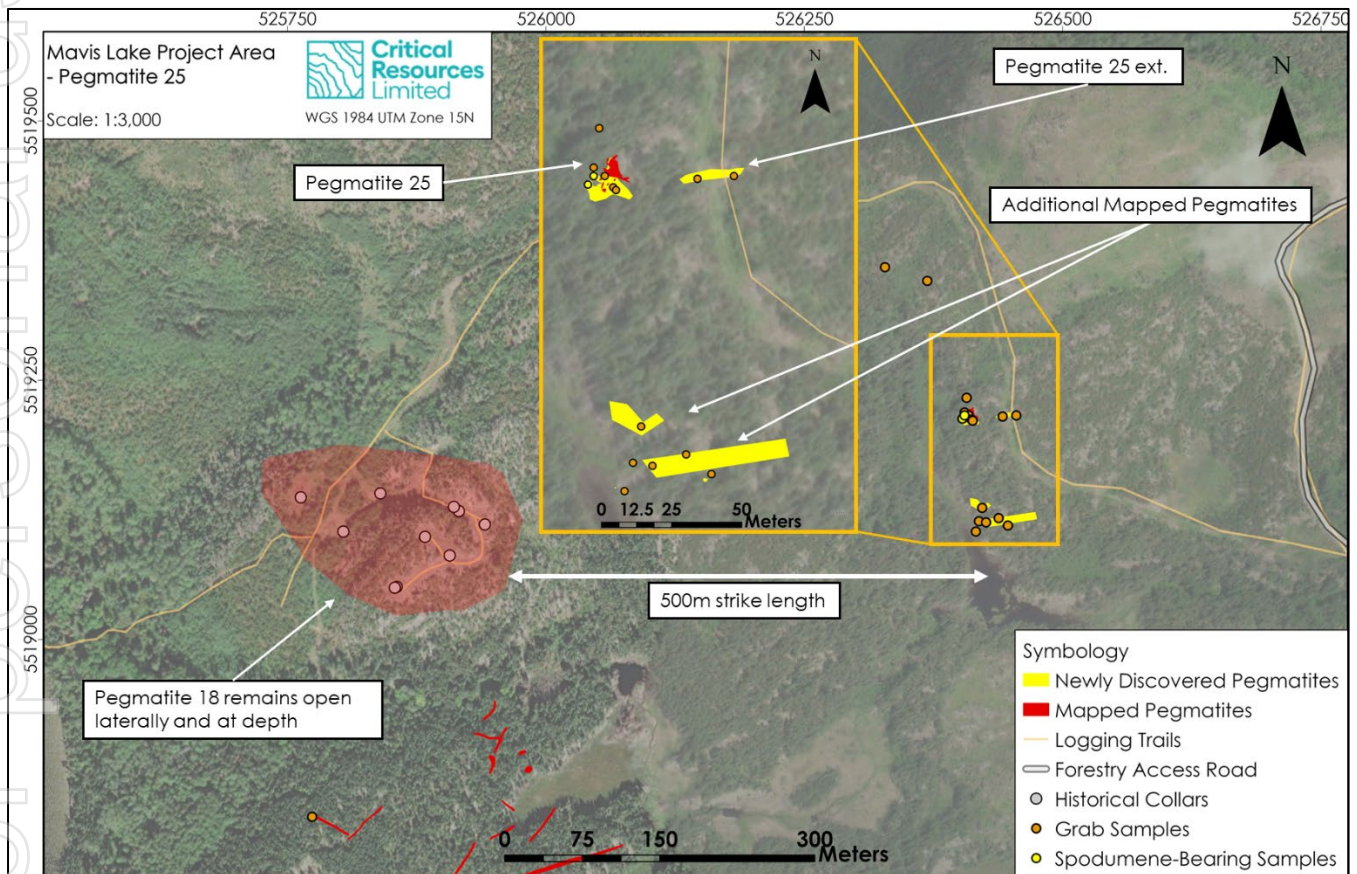 525750 526000 526250 526500 526750
Mavis Lake Project Area
- Pegmatite 25
Scale: 1:3,000
Critical
Resources
Limited
WGS 1984 UTM Zone 15N
5519500
5519250
5519000
N
N
Pegmatite 25 ext.
Pegmatite 25
Additional Mapped Pegmatites
0 12.5 25 50
Meters
500m strike length
Pegmatite 18 remains open
laterally and at depth
0 75 150 300
Meters
Symbology
Newly Discovered Pegmatites
Mapped Pegmatites
Logging Trails
Forestry Access Road
Historical Collars
Grab Samples
Spodumene-Bearing Samples